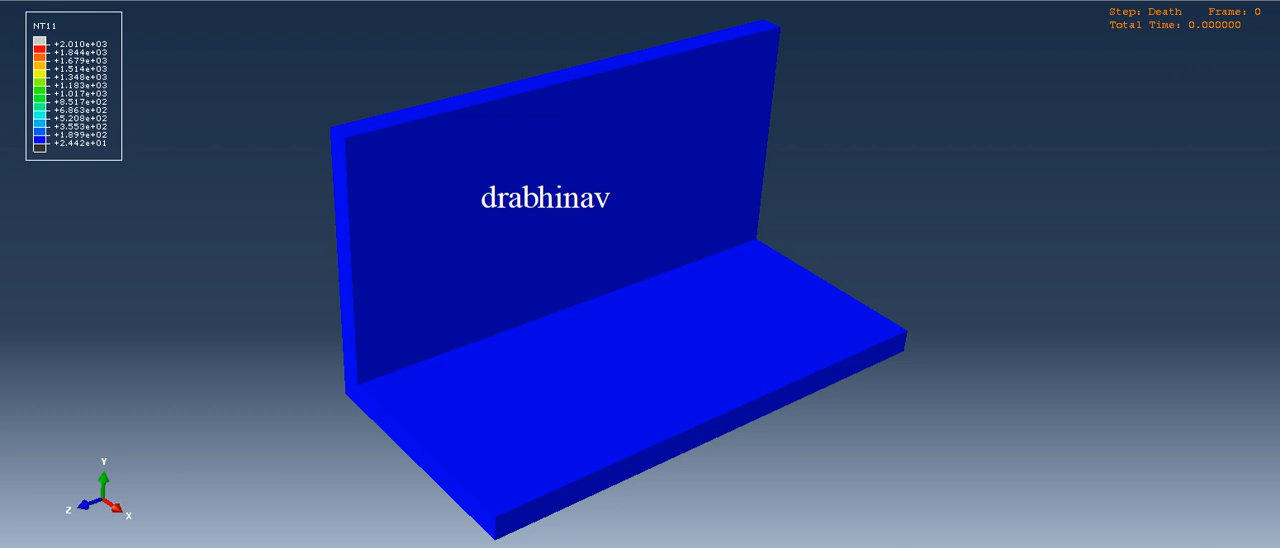 NT11
+2.010e+03
+1.844e+03
+1.679e+03
+1.514e+03
+1.348e+03
+1.183e+03
+1.017e+03
+8.517e+02
+6.863e+02
+5.208e+02
+3.553e+02
+1.899e+02
+2.442e+01
Step: Death Frame: 0
Total Time: 0.000000
drabhinav
Y
Z
X